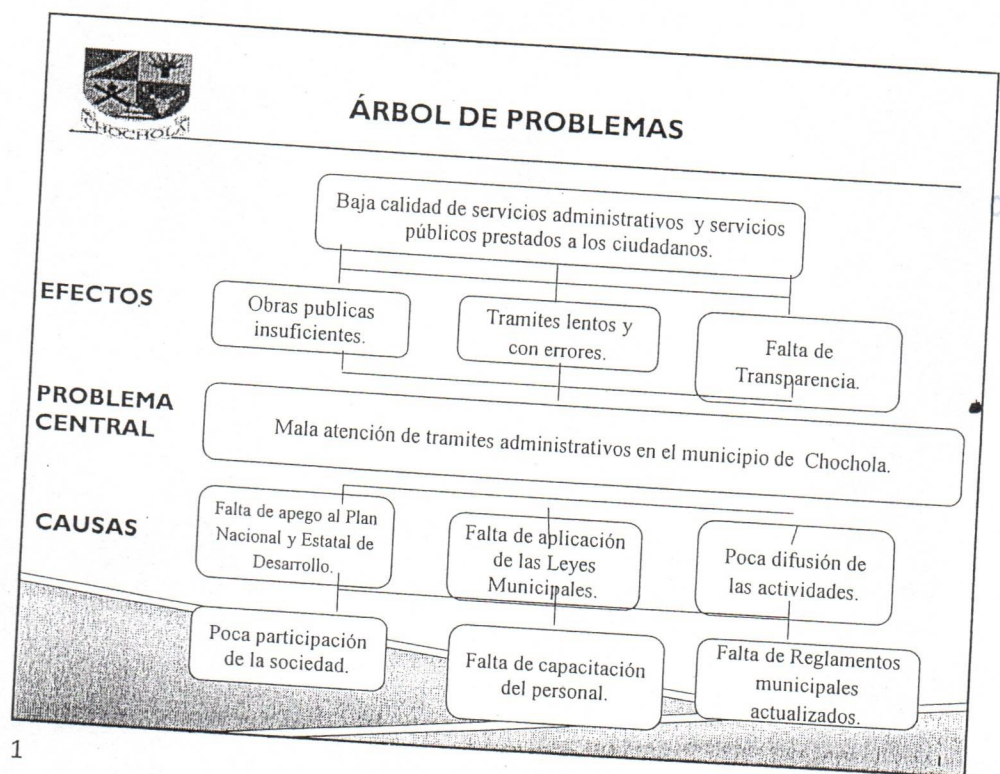 CHOCHOLA
ÁRBOL DE PROBLEMAS
Baja calidad de servicios administrativos y servicios
públicos prestados a los ciudadanos.
EFECTOS
Obras publicas
insuficientes.
Tramites lentos y
con errores.
Falta de
Transparencia.
PROBLEMA
CENTRAL
Mala atención de tramites administrativos en el municipio de Chochola.
CAUSAS
Falta de apego al Plan
Nacional y Estatal de
Desarrollo.
Falta de aplicación
de las Leyes
Municipales.
Poca difusión de
las actividades.
Poca participación
de la sociedad.
Falta de capacitación
del personal.
Falta de Reglamentos
municipales
actualizados.
1